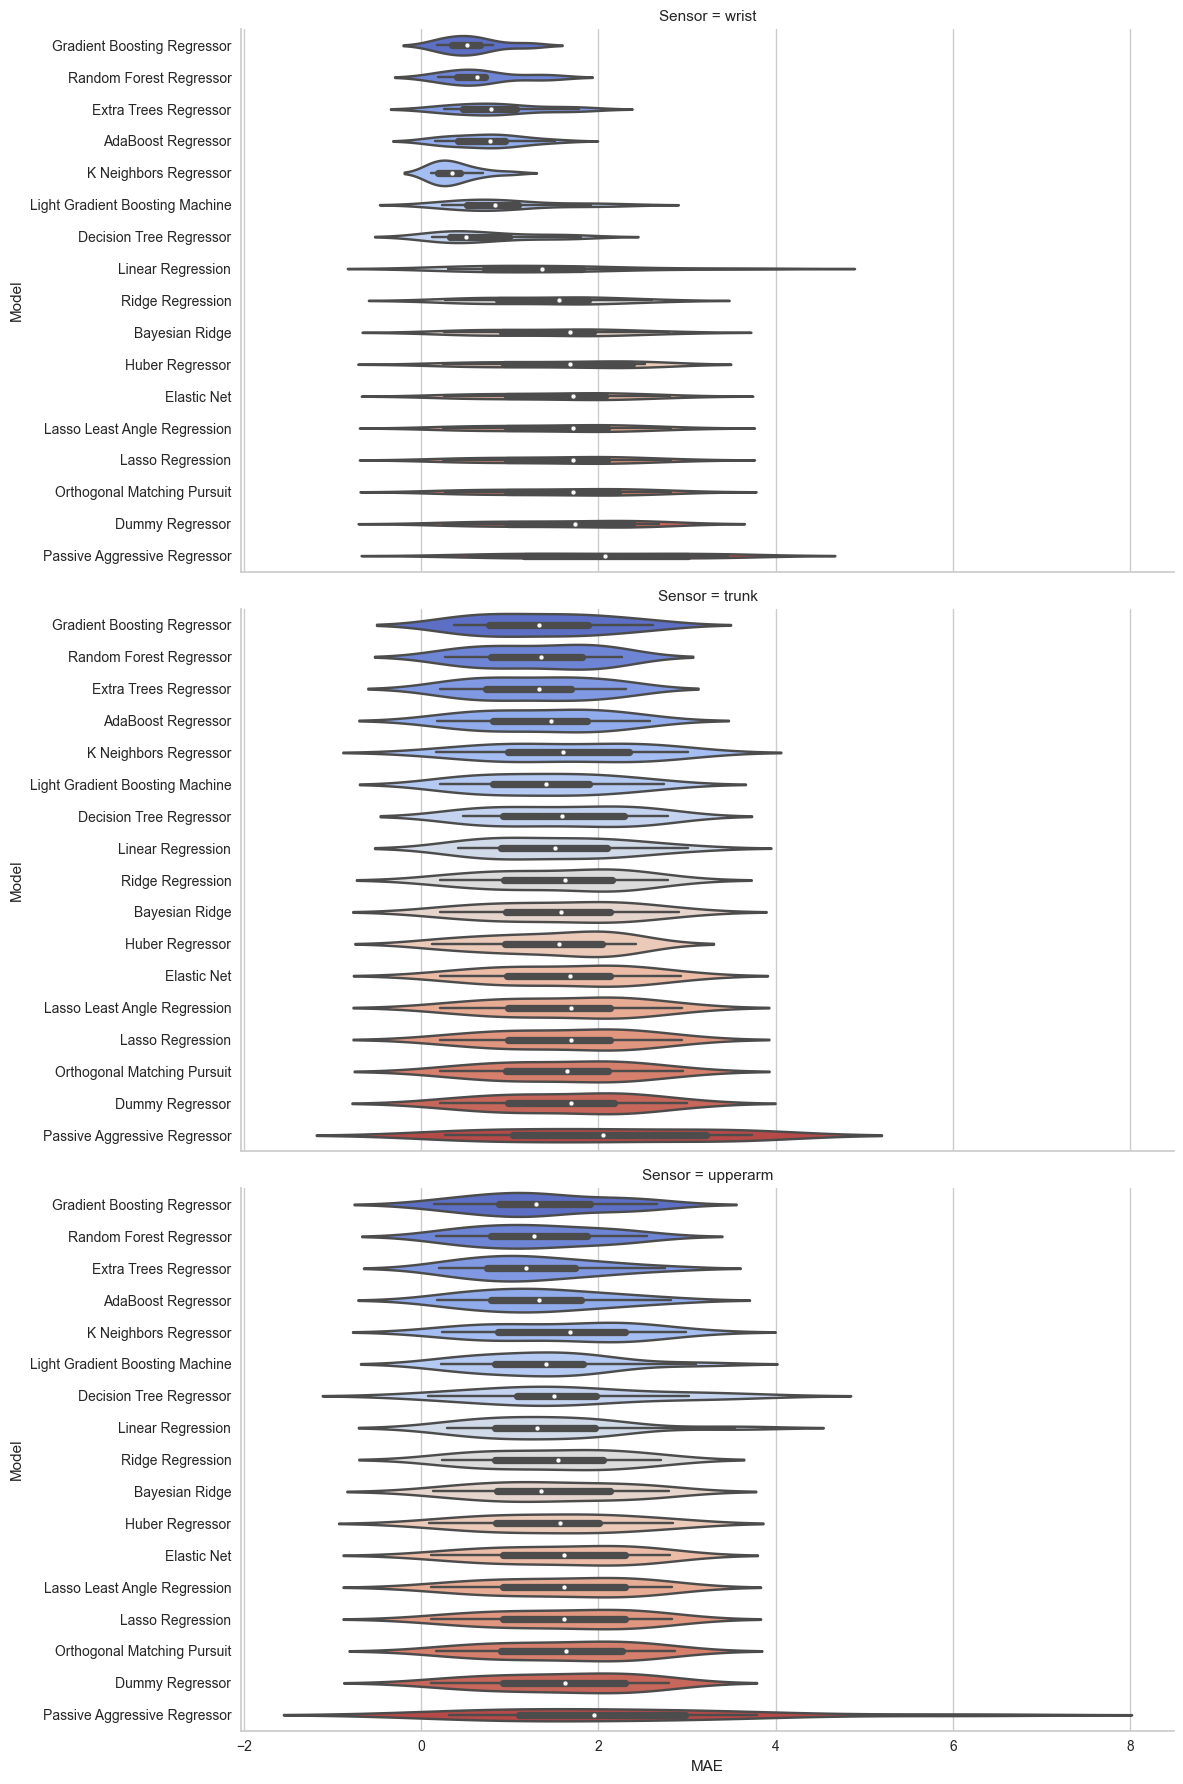 Sensor = wrist
Gradient Boosting Regressor
Random Forest Regressor
Extra Trees Regressor
AdaBoost Regressor
K Neighbors Regressor
Light Gradient Boosting Machine
Decision Tree Regressor
Linear Regression
Ridge Regression
Bayesian Ridge
Huber Regressor
Elastic Net
Lasso Least Angle Regression
Lasso Regression
Orthogonal Matching Pursuit
Dummy Regressor
Passive Aggressive Regressor
Model
Sensor = trunk
Gradient Boosting Regressor
Random Forest Regressor
Extra Trees Regressor
AdaBoost Regressor
K Neighbors Regressor
Light Gradient Boosting Machine
Decision Tree Regressor
Linear Regression
Ridge Regression
Bayesian Ridge
Huber Regressor
Elastic Net
Lasso Least Angle Regression
Lasso Regression
Orthogonal Matching Pursuit
Dummy Regressor
Passive Aggressive Regressor
Model
Sensor = upperarm
Gradient Boosting Regressor
Random Forest Regressor
Extra Trees Regressor
AdaBoost Regressor
K Neighbors Regressor
Light Gradient Boosting Machine
Decision Tree Regressor
Linear Regression
Ridge Regression
Bayesian Ridge
Huber Regressor
Elastic Net
Lasso Least Angle Regression
Lasso Regression
Orthogonal Matching Pursuit
Dummy Regressor
Passive Aggressive Regressor
Model
−2 0 2 4 6 8
MAE